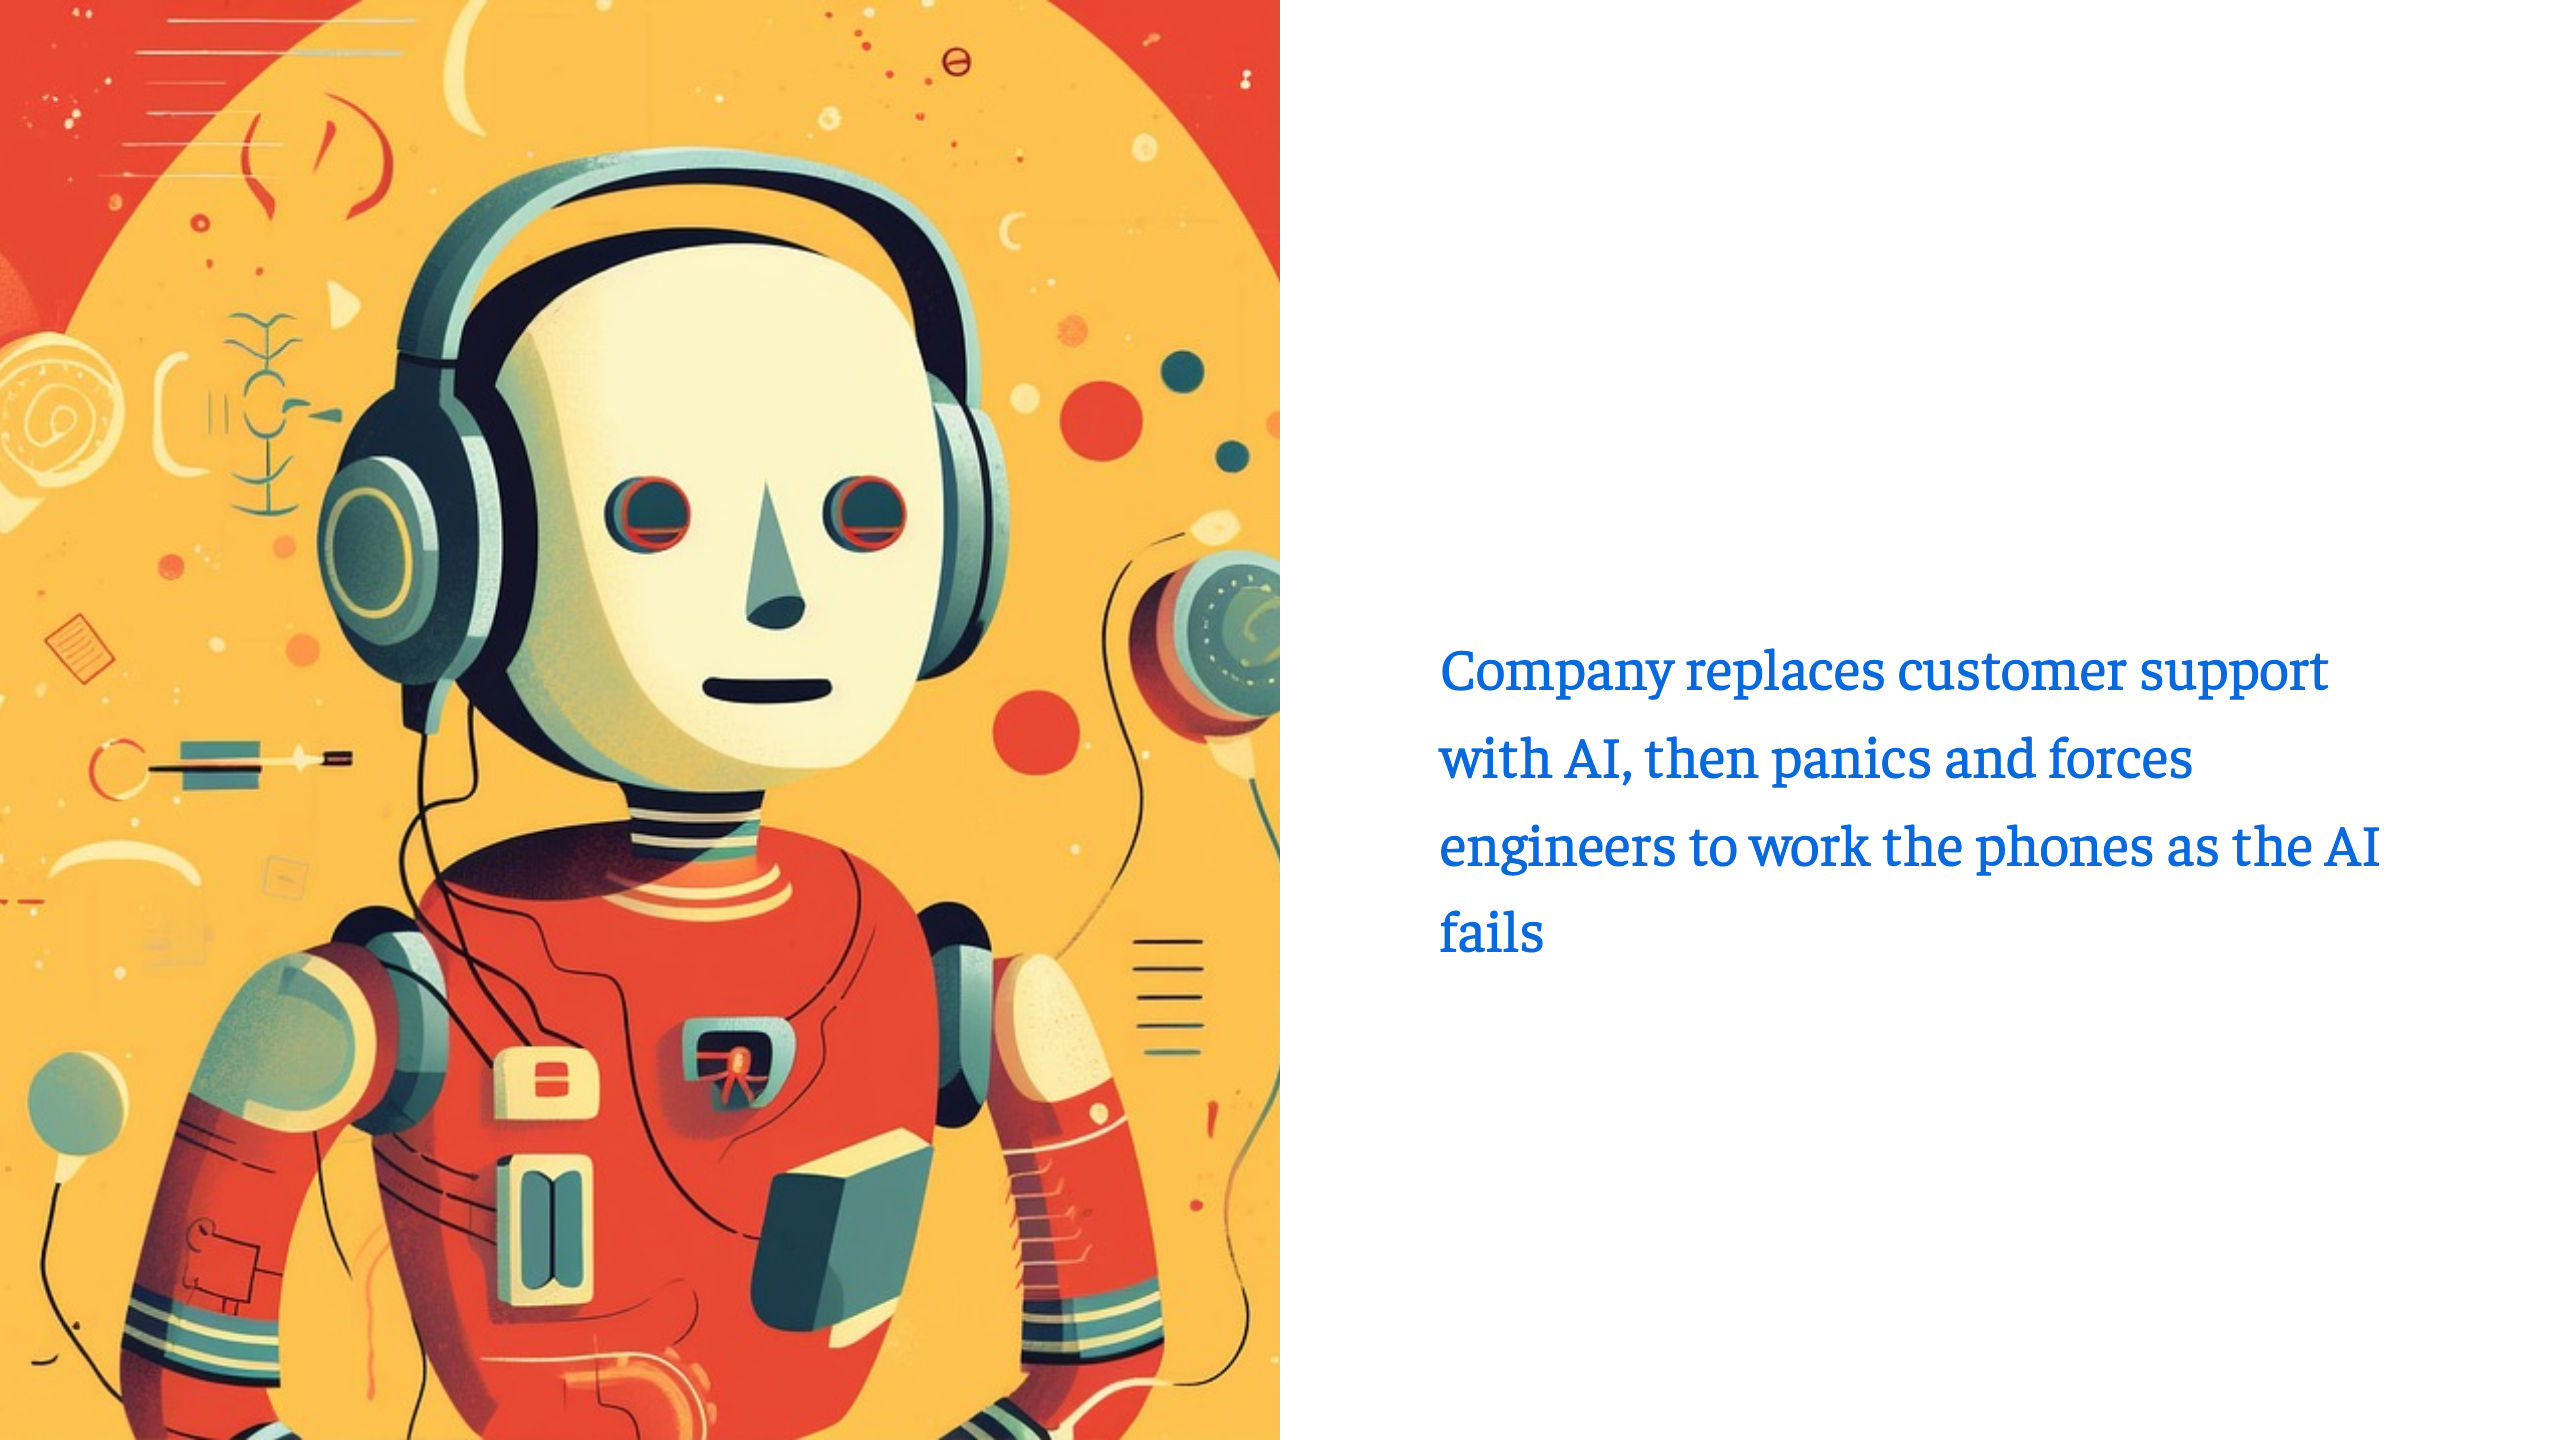 Company replaces customer support
with AI, then panics and forces
engineers to work the phones as the AI
fails